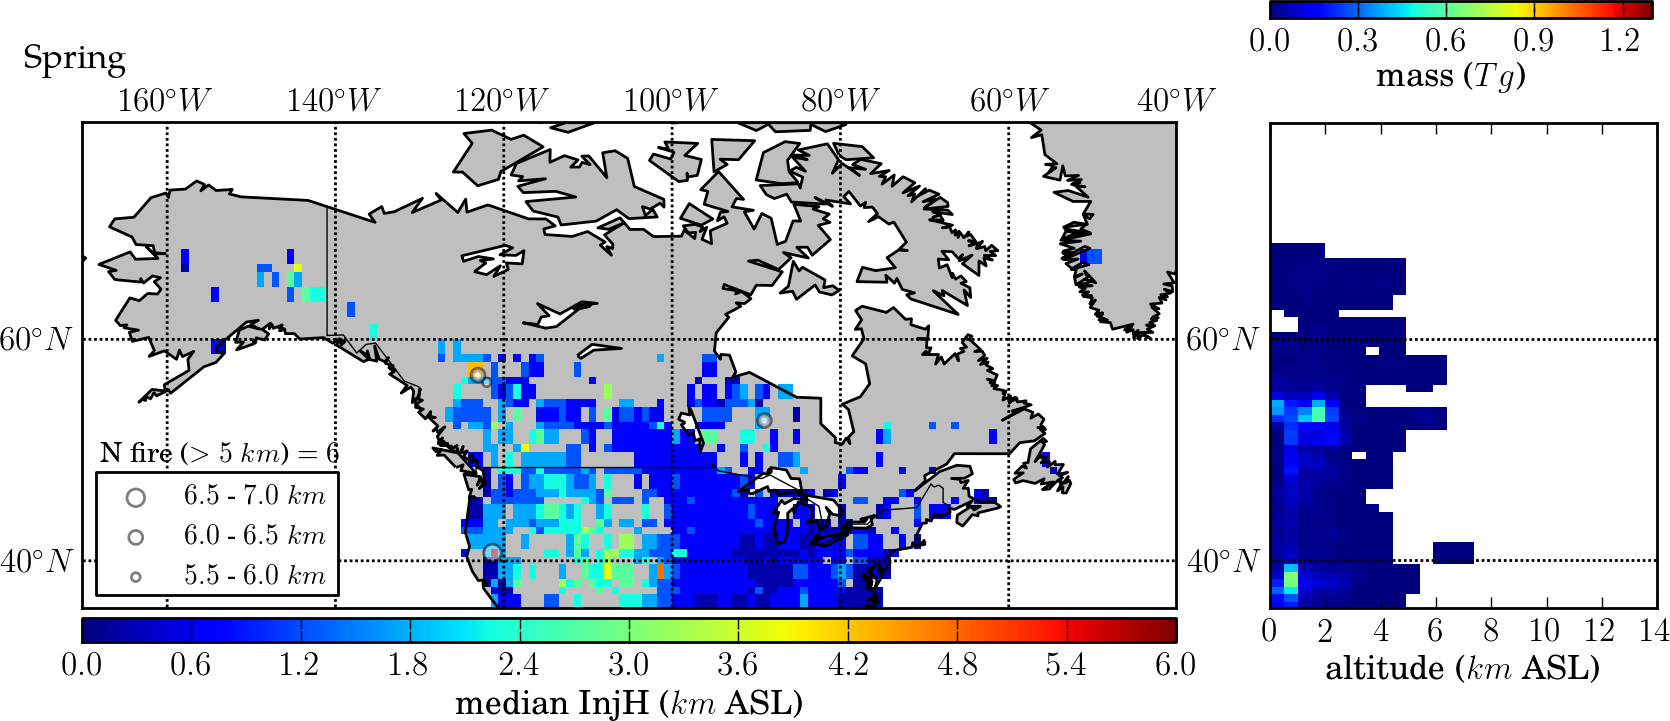 0.0 0.3 0.6 0.9 1.2
mass (Tg)
Spring
160°W 140°W 120°W 100°W 80°W 60°W 40°W
60°N
60°N
N fire (> 5 km) = 6
6.5 - 7.0 km
6.0 - 6.5 km
5.5 - 6.0 km
40°N
40°N
0.0 0.6 1.2 1.8 2.4 3.0 3.6 4.2 4.8 5.4 6.0
median InjH (km ASL)
0 2 4 6 8 10 12 14
altitude (km ASL)